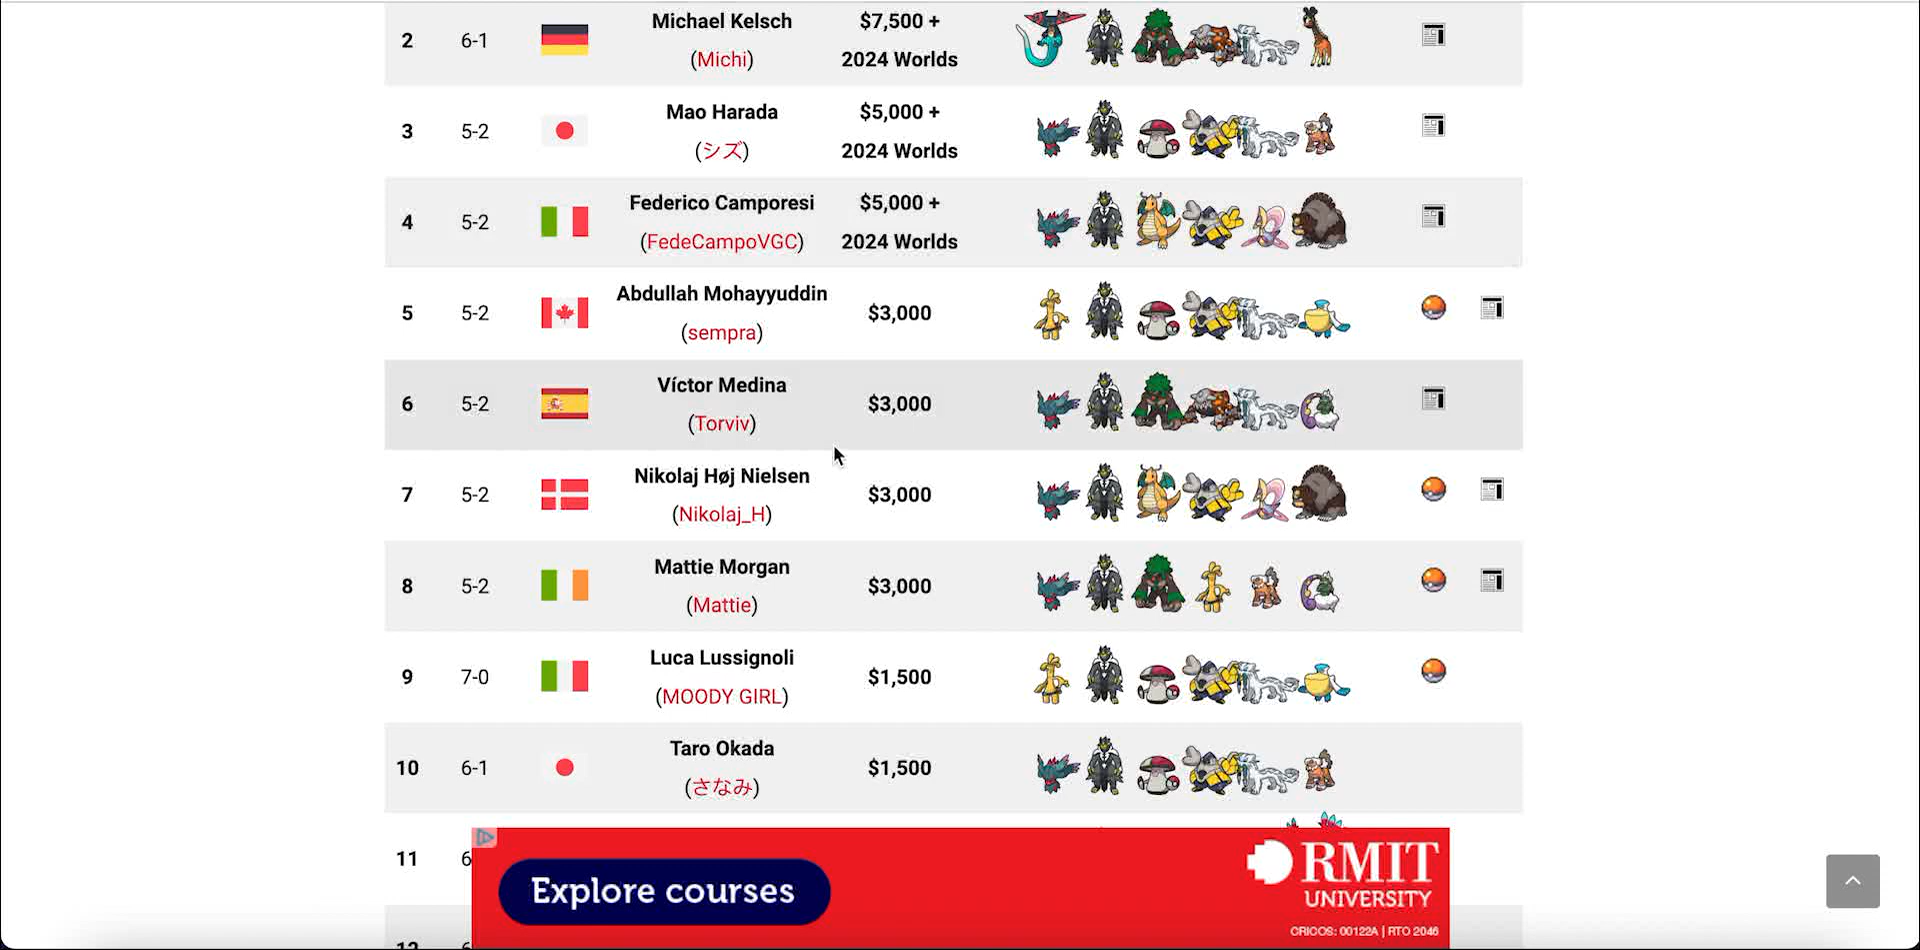 2 6-1 Michael Kelsch $7,500 +
(Michi) 2024 Worlds
3 5-2 Mao Harada $5,000 +
(シズ) 2024 Worlds
4 5-2 Federico Camporesi $5,000 +
(FedeCampoVGC) 2024 Worlds
5 5-2 Abdullah Mohayyuddin $3,000
(sempra)
6 5-2 Víctor Medina $3,000
(Torviv)
7 5-2 Nikolaj Høj Nielsen $3,000
(Nikolaj_H)
8 5-2 Mattie Morgan $3,000
(Mattie)
9 7-0 Luca Lussignoli $1,500
(MOODY GIRL)
10 6-1 Taro Okada $1,500
(さなみ)
11 6
Explore courses
RMIT
UNIVERSITY
CRICOS: 00122A | RTO 2046
12 6